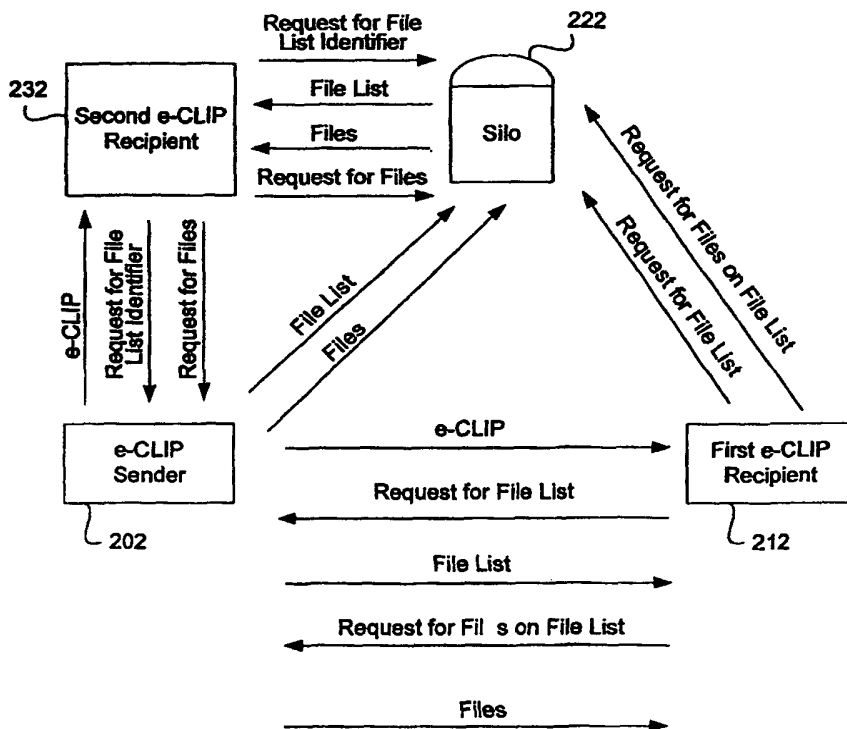 Request for File
List Identifier
222
232
File List
Second e-CLIP
Recipient
Files
Silo
Request for Files
Request for Files on File List
Request for File List
e-CLIP
Request for File
List Identifier
Request for Files
File List
Files
e-CLIP
Sender
e-CLIP
First e-CLIP
Recipient
Request for File List
202
212
File List
Request for Fil s on File List
Files